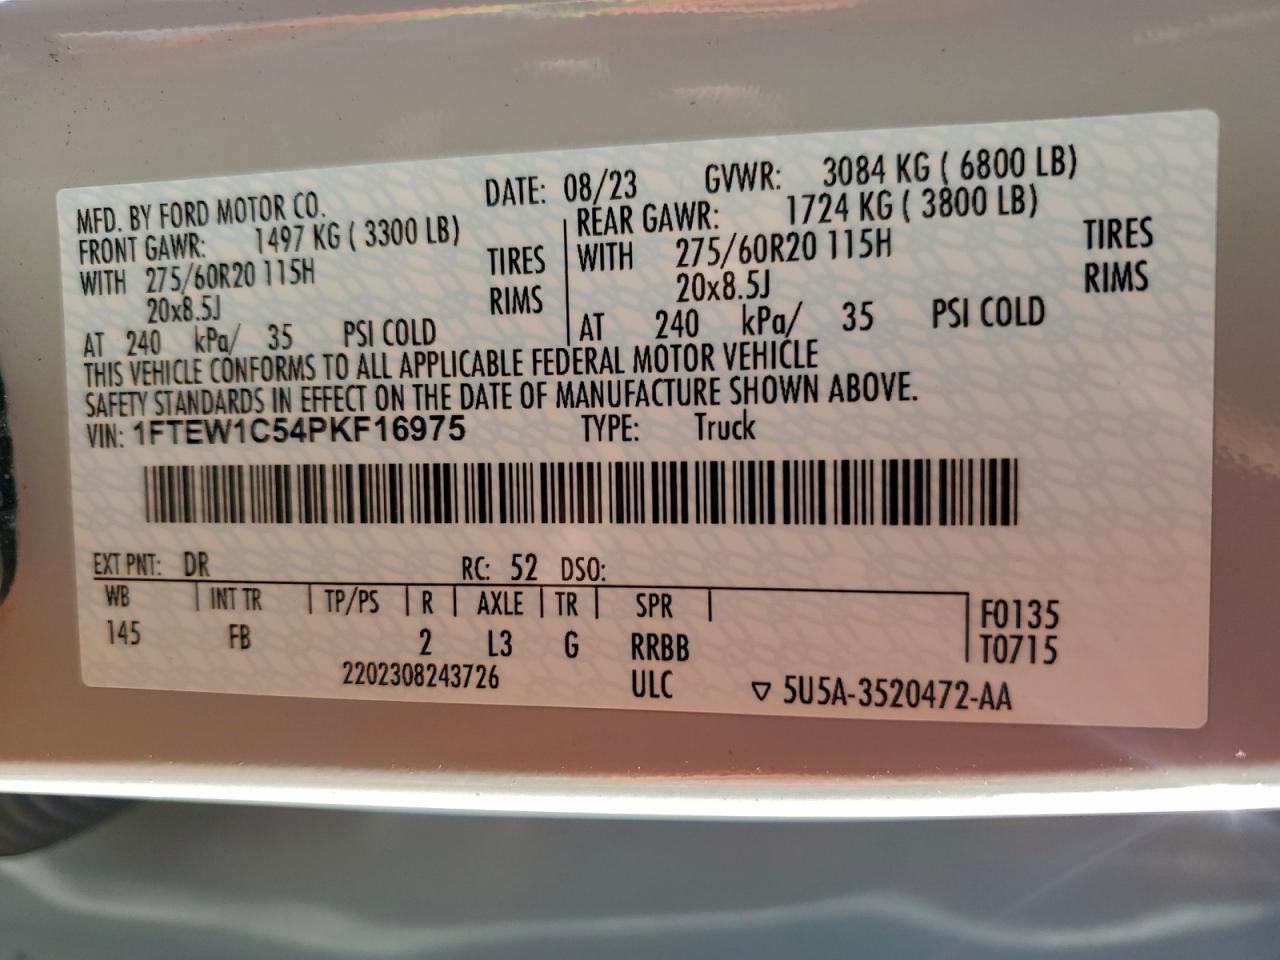 MFD. BY FORD MOTOR CO. DATE: 08/23 GVWR: 3084 KG ( 6800 LB)
FRONT GAWR: 1497 KG ( 3300 LB) REAR GAWR: 1724 KG ( 3800 LB)
WITH 275/60R20 115H TIRES WITH 275/60R20 115H TIRES
20x8.5J RIMS 20x8.5J RIMS
AT 240 kPa/ 35 PSI COLD AT 240 kPa/ 35 PSI COLD
THIS VEHICLE CONFORMS TO ALL APPLICABLE FEDERAL MOTOR VEHICLE
SAFETY STANDARDS IN EFFECT ON THE DATE OF MANUFACTURE SHOWN ABOVE.
VIN: 1FTEW1C54PKF16975 TYPE: Truck
EXT PNT: DR RC: 52 DSO:
WB INT TR TP/PS R AXLE TR SPR F0135
145 FB 2 L3 G RRBB T0715
2202308243726 ULC ▽ 5U5A-3520472-AA